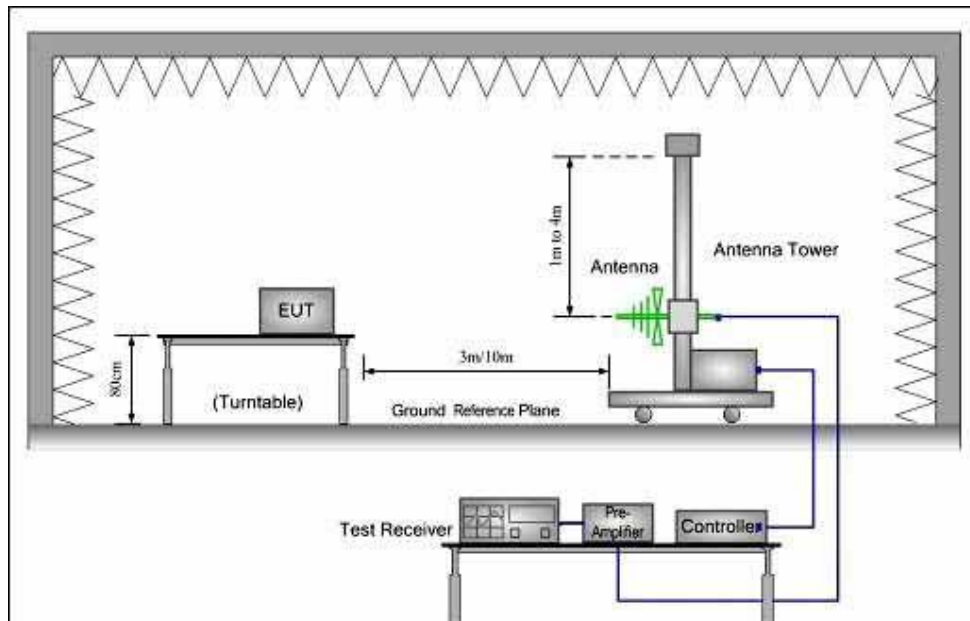 1m to 4m
Antenna
Antenna Tower
EUT
3m/10m
80cm
(Turntable)
Ground Reference Plane
Test Receiver
Pre-
Amplifier
Controller